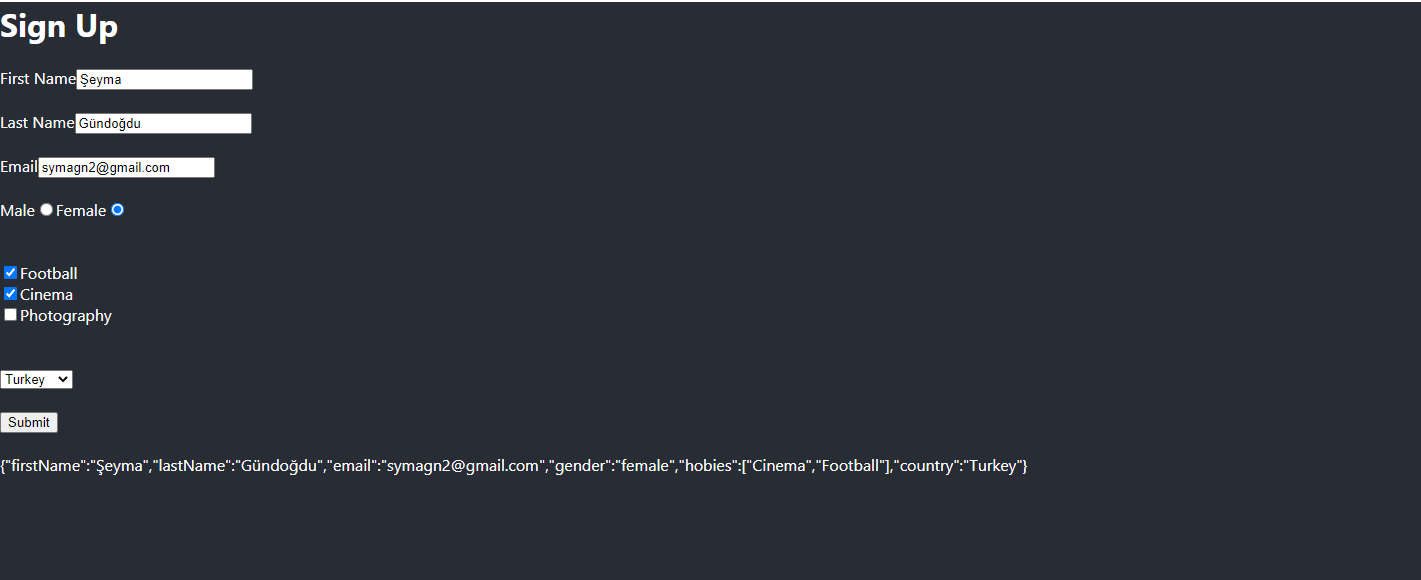 Sign Up
First Name Şeyma
Last Name Gündoğdu
Email symagn2@gmail.com
Male Female
Football
Cinema
Photography
Turkey
Submit
{"firstName":"Şeyma","lastName":"Gündoğdu","email":"symagn2@gmail.com","gender":"female","hobies":["Cinema","Football"],"country":"Turkey"}